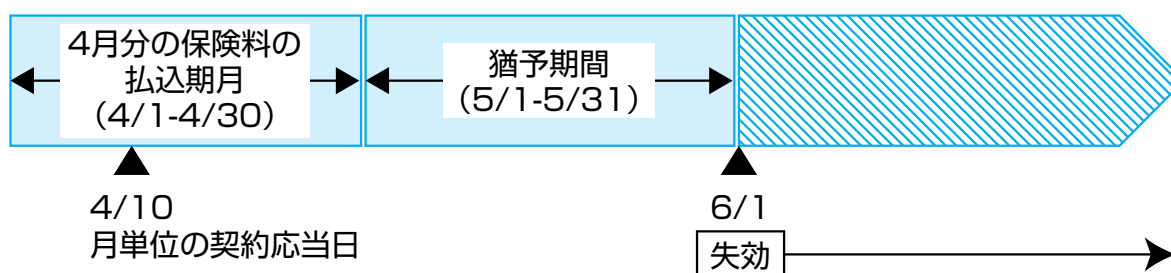 4月分の保険料の
払込期月
（4/1-4/30）
猶予期間
（5/1-5/31）
4/10
月単位の契約応当日
6/1
失効